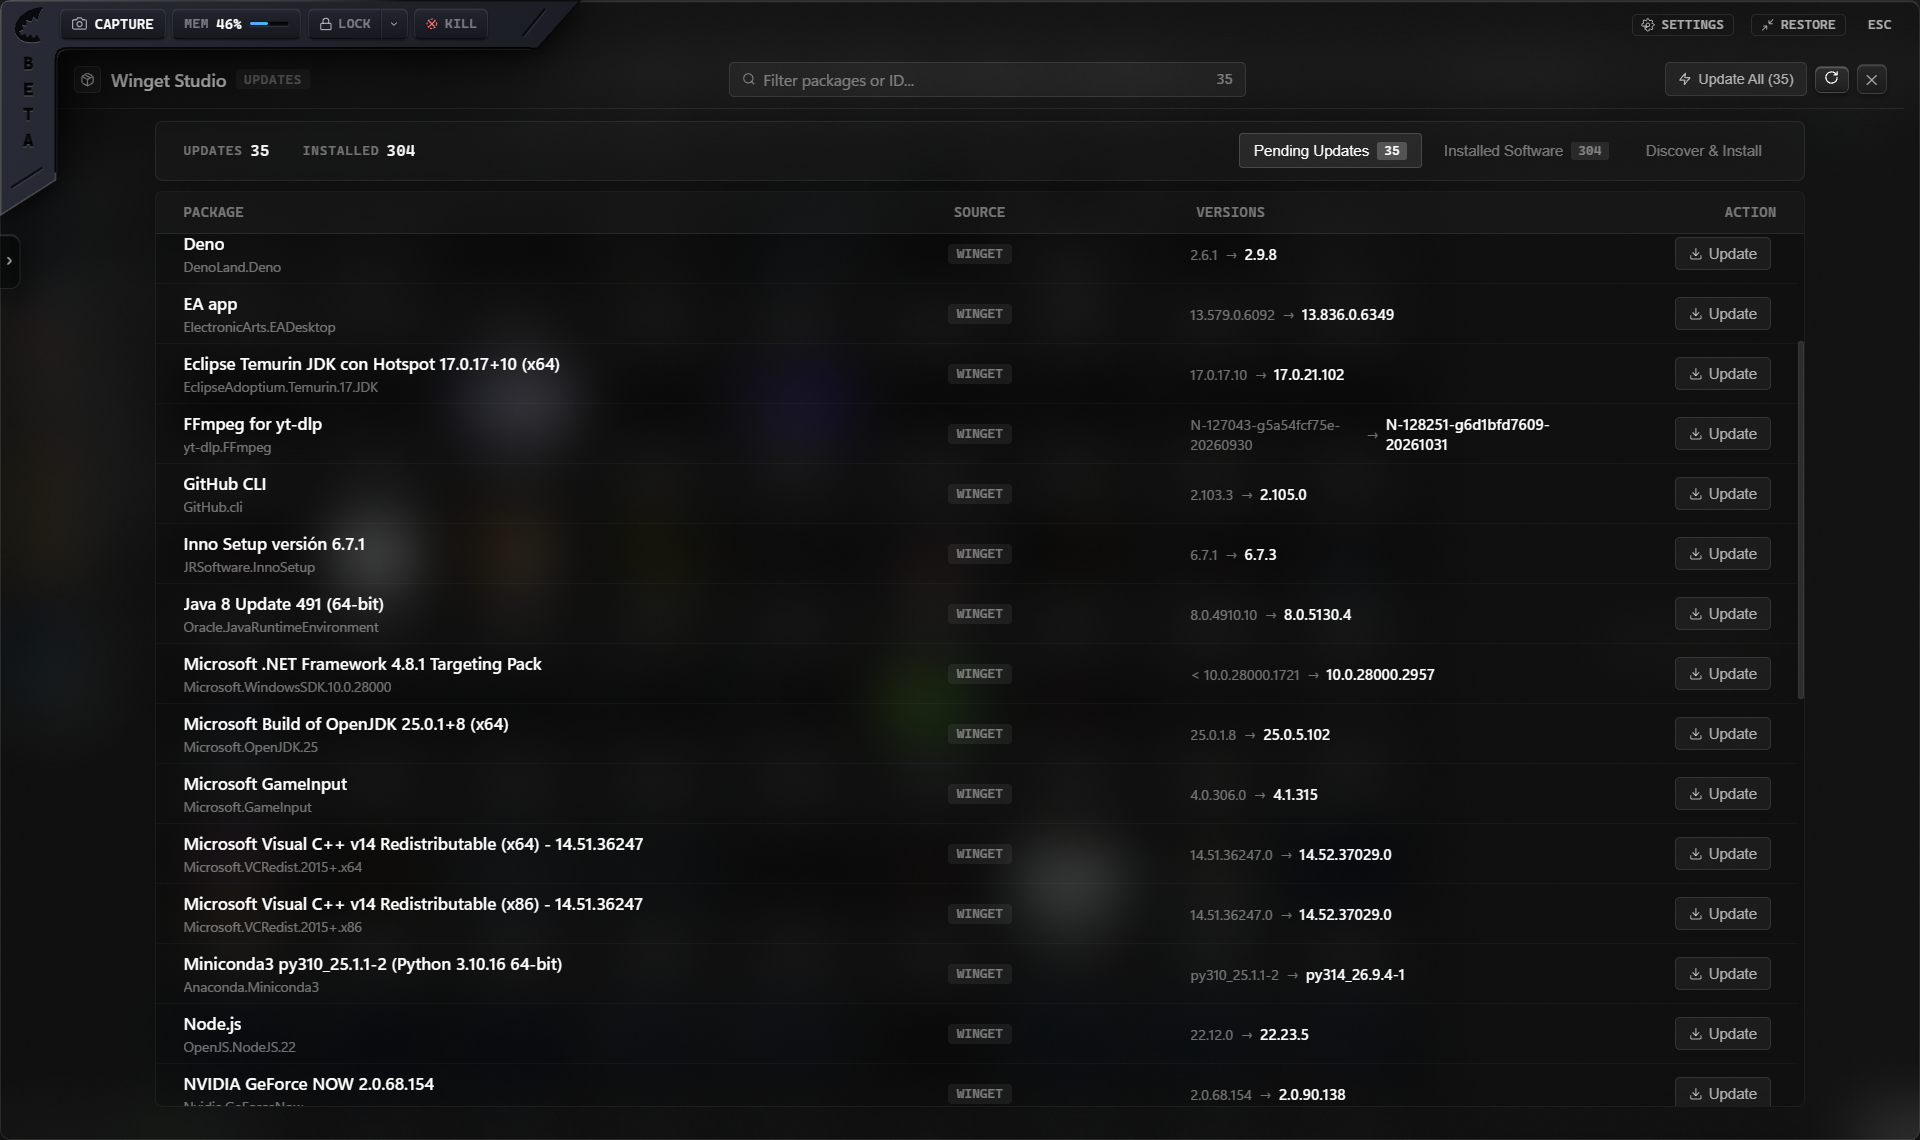 CAPTURE MEM 46% LOCK KILL SETTINGS RESTORE ESC
B
E
T
A
Winget Studio UPDATES Filter packages or ID... 35 Update All (35)
UPDATES 35 INSTALLED 304 Pending Updates 35 Installed Software 304 Discover & Install
PACKAGE SOURCE VERSIONS ACTION
Deno
DenoLand.Deno
WINGET
2.6.1 → 2.9.8
Update
EA app
ElectronicArts.EADesktop
WINGET
13.579.0.6092 → 13.836.0.6349
Update
Eclipse Temurin JDK con Hotspot 17.0.17+10 (x64)
EclipseAdoptium.Temurin.17.JDK
WINGET
17.0.17.10 → 17.0.21.102
Update
FFmpeg for yt-dlp
yt-dlp.FFmpeg
WINGET
N-127043-g5a54fcf75e-
20260930
→
N-128251-g6d1bfd7609-
20261031
Update
GitHub CLI
GitHub.cli
WINGET
2.103.3 → 2.105.0
Update
Inno Setup versión 6.7.1
JRSoftware.InnoSetup
WINGET
6.7.1 → 6.7.3
Update
Java 8 Update 491 (64-bit)
Oracle.JavaRuntimeEnvironment
WINGET
8.0.4910.10 → 8.0.5130.4
Update
Microsoft .NET Framework 4.8.1 Targeting Pack
Microsoft.WindowsSDK.10.0.28000
WINGET
< 10.0.28000.1721 → 10.0.28000.2957
Update
Microsoft Build of OpenJDK 25.0.1+8 (x64)
Microsoft.OpenJDK.25
WINGET
25.0.1.8 → 25.0.5.102
Update
Microsoft GameInput
Microsoft.GameInput
WINGET
4.0.306.0 → 4.1.315
Update
Microsoft Visual C++ v14 Redistributable (x64) - 14.51.36247
Microsoft.VCRedist.2015+.x64
WINGET
14.51.36247.0 → 14.52.37029.0
Update
Microsoft Visual C++ v14 Redistributable (x86) - 14.51.36247
Microsoft.VCRedist.2015+.x86
WINGET
14.51.36247.0 → 14.52.37029.0
Update
Miniconda3 py310_25.1.1-2 (Python 3.10.16 64-bit)
Anaconda.Miniconda3
WINGET
py310_25.1.1-2 → py314_26.9.4-1
Update
Node.js
OpenJS.NodeJS.22
WINGET
22.12.0 → 22.23.5
Update
NVIDIA GeForce NOW 2.0.68.154
WINGET
2.0.68.154 → 2.0.90.138
Update